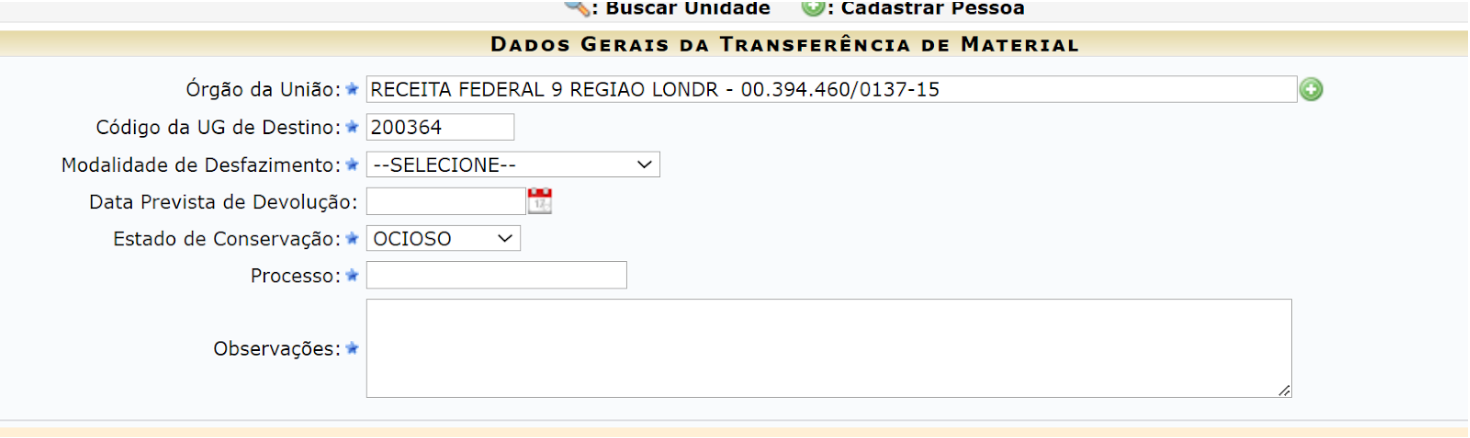 : Buscar Unidade : Cadastrar Pessoa
DADOS GERAIS DA TRANSFERÊNCIA DE MATERIAL
Órgão da União: RECEITA FEDERAL 9 REGIAO LONDR - 00.394.460/0137-15
Código da UG de Destino: 200364
Modalidade de Desfazimento: --SELECIONE--
Data Prevista de Devolução:
Estado de Conservação: OCIOSO
Processo:
Observações: